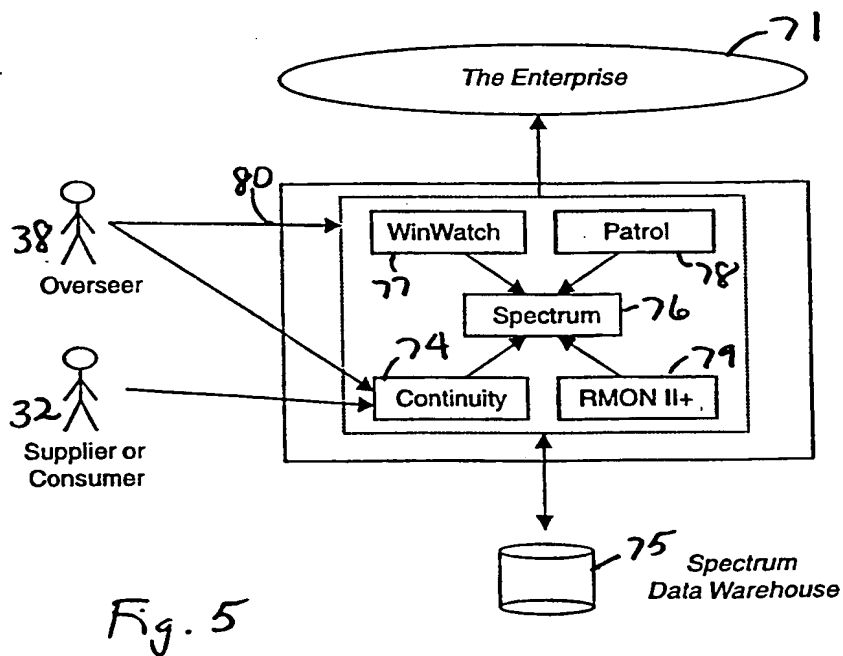 71
The Enterprise
80
38
Overseer
WinWatch
Patrol
77
78
Spectrum
76
74
79
32
Continuity
RMON II+
Supplier or
Consumer
75
Spectrum
Data Warehouse
Fig. 5